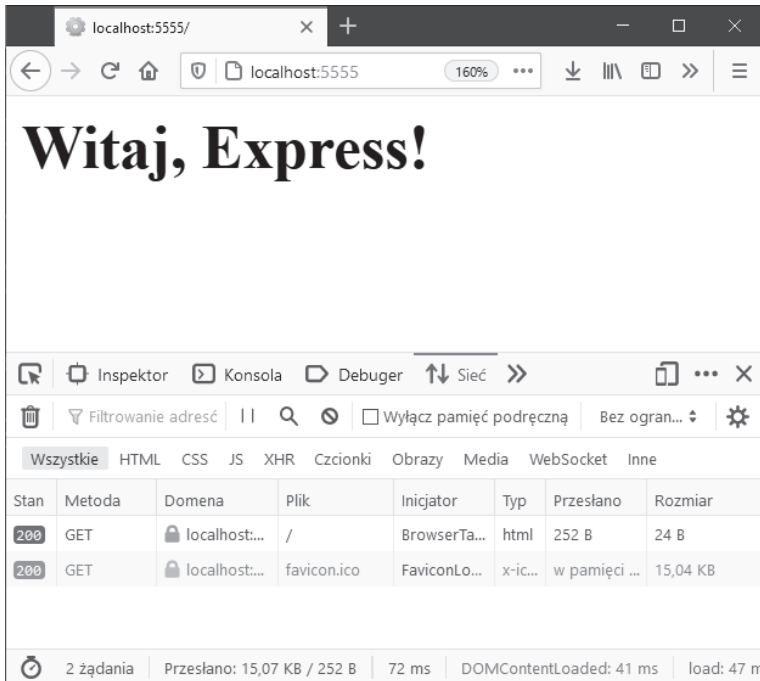 localhost:5555/
localhost:5555 160%
Witaj, Express!
Inspektor Konsola Debuger Sieć
Filtrowanie adresć Wyłącz pamięć podręczną Bez ogran...
Wszystkie HTML CSS JS XHR Czcionki Obrazy Media WebSocket Inne
Stan Metoda Domena Plik Inicjator Typ Przesłano Rozmiar
200 GET localhost:... / BrowserTa... html 252 B 24 B
200 GET localhost:... favicon.ico FaviconLo... x-ic... w pamięci ... 15,04 KB
2 żądania Przesłano: 15,07 KB / 252 B 72 ms DOMContentLoaded: 41 ms load: 47 m